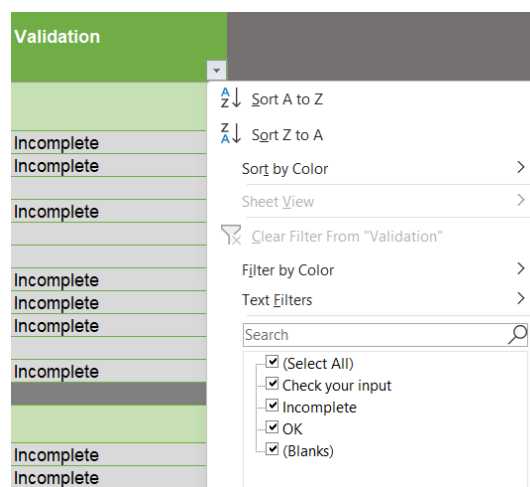 Validation
Sort A to Z
Sort Z to A
Incomplete
Incomplete
Sort by Color
Sheet View
Incomplete
Clear Filter From "Validation"
Filter by Color
Incomplete
Incomplete
Text Filters
Incomplete
Search
(Select All)
Incomplete
Check your input
Incomplete
OK
(Blanks)
Incomplete
Incomplete